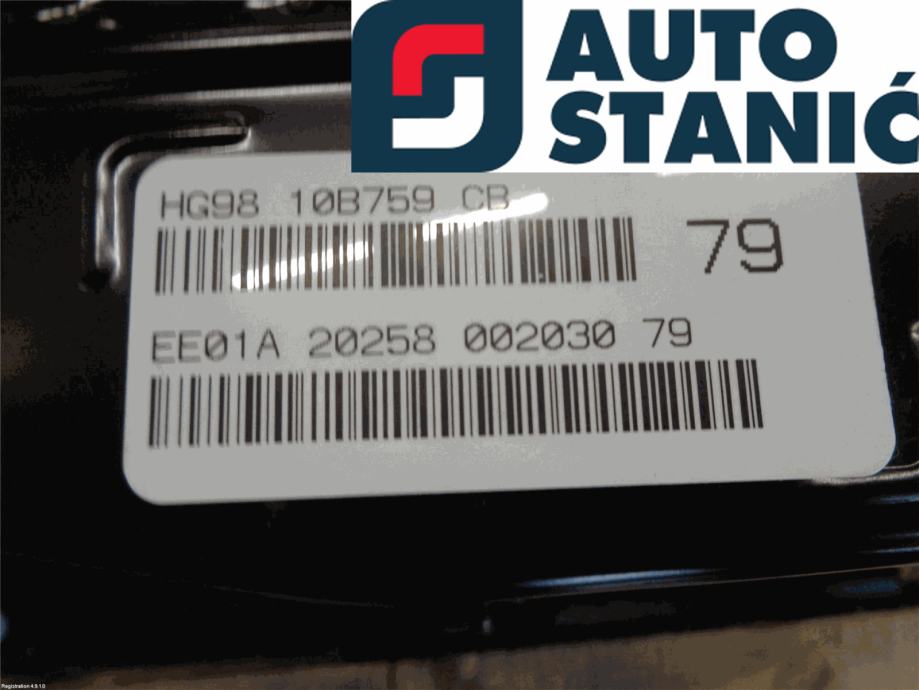 AUTO
STANIĆ
HG98 10B759 CB
79
EE01A 20258 002030 79
Registration 4.9.1.0